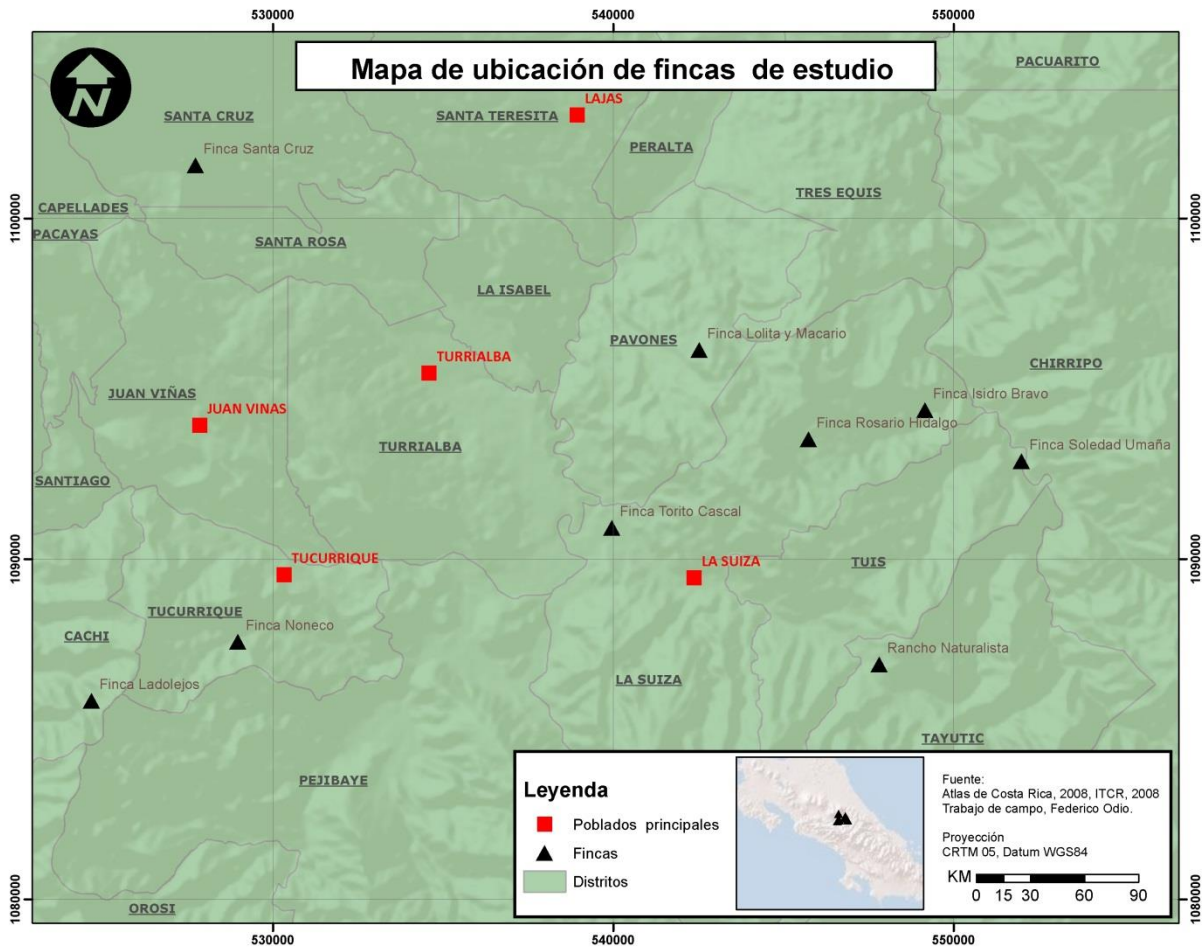 530000
540000
550000
Mapa de ubicación de fincas de estudio
N
PACUARITO
LAJAS
SANTA CRUZ
SANTA TERESITA
Finca Santa Cruz
PERALTA
TRES EQUIS
CAPELLADES
1100000
1100000
PACAYAS
SANTA ROSA
LA ISABEL
PAVONES
Finca Lolita y Macario
TURRIALBA
CHIRRIPO
JUAN VIÑAS
Finca Isidro Bravo
JUAN VINAS
Finca Rosario Hidalgo
TURRIALBA
Finca Soledad Umaña
SANTIAGO
Finca Torito Cascal
TUCURRIQUE
LA SUIZA
TUIS
1090000
1090000
TUCURRIQUE
Finca Noneco
CACHI
Rancho Naturalista
LA SUIZA
Finca Ladolejos
TAYUTIC
PEJIBAYE
Leyenda
Poblados principales
Fincas
Distritos
Fuente:
Atlas de Costa Rica, 2008, ITCR, 2008
Trabajo de campo, Federico Odio.
Proyección
CRTM 05, Datum WGS84
KM
0 15 30 60 90
OROSI
1080000
1080000
530000
540000
550000